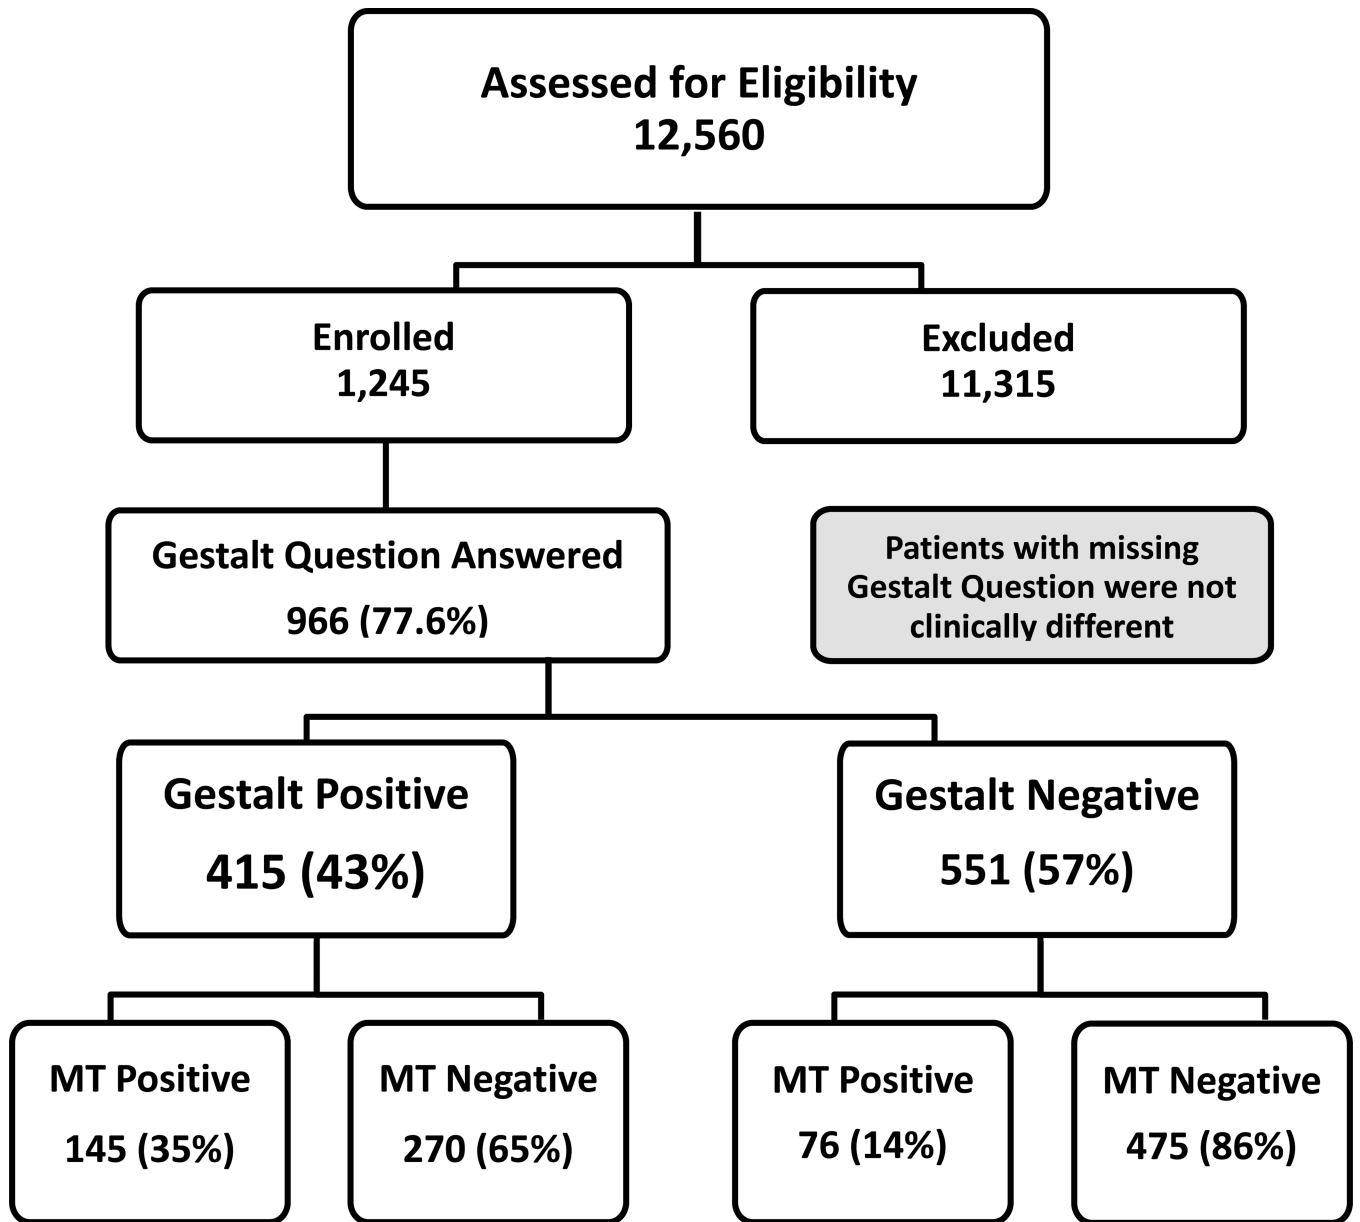 Assessed for Eligibility
12,560
Enrolled
1,245
Excluded
11,315
Gestalt Question Answered
966 (77.6%)
Patients with missing
Gestalt Question were not
clinically different
Gestalt Positive
415 (43%)
Gestalt Negative
551 (57%)
MT Positive
145 (35%)
MT Negative
270 (65%)
MT Positive
76 (14%)
MT Negative
475 (86%)